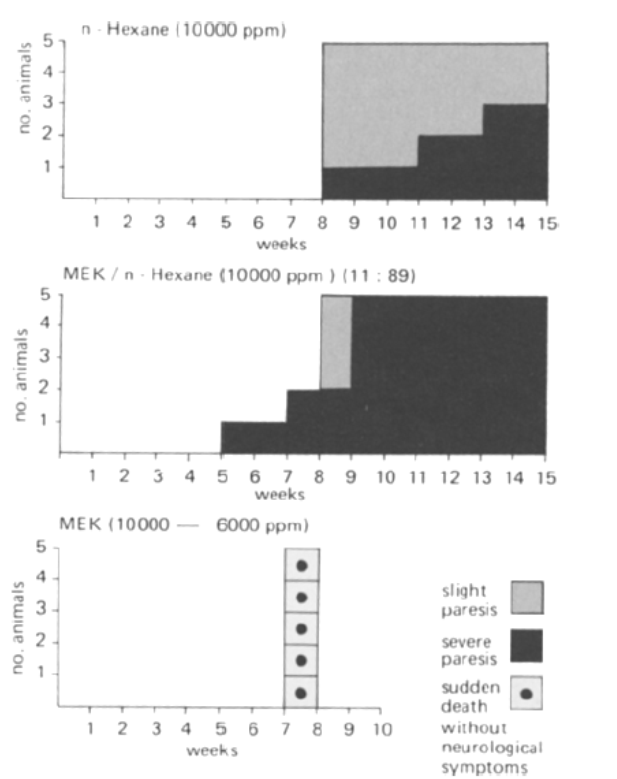 n - Hexane (10000 ppm)
no. animals
5
4
3
2
1
1 2 3 4 5 6 7 8 9 10 11 12 13 14 15
weeks
MEK / n - Hexane (10000 ppm ) (11 : 89)
no. animals
5
4
3
2
1
1 2 3 4 5 6 7 8 9 10 11 12 13 14 15
weeks
MEK (10000 — 6000 ppm)
no. animals
5
4
3
2
1
1 2 3 4 5 6 7 8 9 10
weeks
slight
paresis
severe
paresis
sudden
death
without
neurological
symptoms